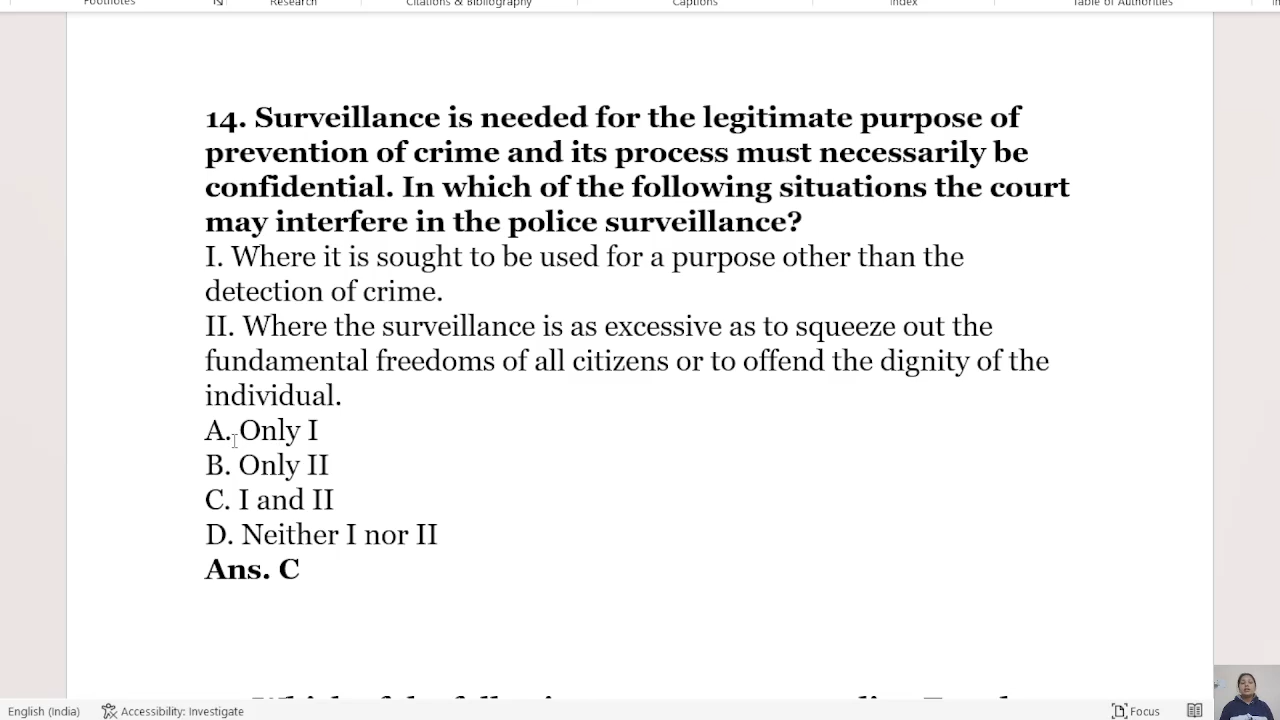 Footnotes Research Citations & Bibliography Captions Index Table of Authorities
14. Surveillance is needed for the legitimate purpose of
prevention of crime and its process must necessarily be
confidential. In which of the following situations the court
may interfere in the police surveillance?
I. Where it is sought to be used for a purpose other than the
detection of crime.
II. Where the surveillance is as excessive as to squeeze out the
fundamental freedoms of all citizens or to offend the dignity of the
individual.
A. Only I
B. Only II
C. I and II
D. Neither I nor II
Ans. C
English (India) Accessibility: Investigate Focus